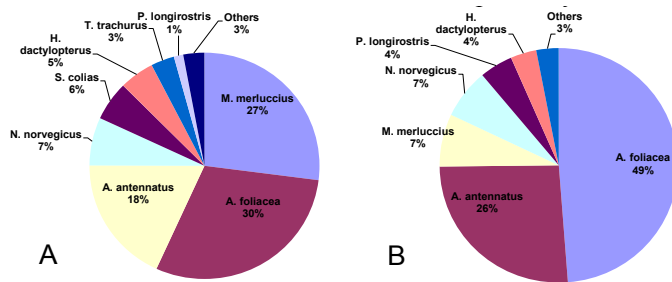 P. longirostris
1%
T. trachurus
3%
Others
3%
H.
dactylopterus
5%
S. colias
6%
N. norvegicus
7%
M. merluccius
27%
A. antennatus
18%
A. foliacea
30%
A
H.
dactylopterus
4%
Others
3%
P. longirostris
4%
N. norvegicus
7%
M. merluccius
7%
A. foliacea
49%
A. antennatus
26%
B